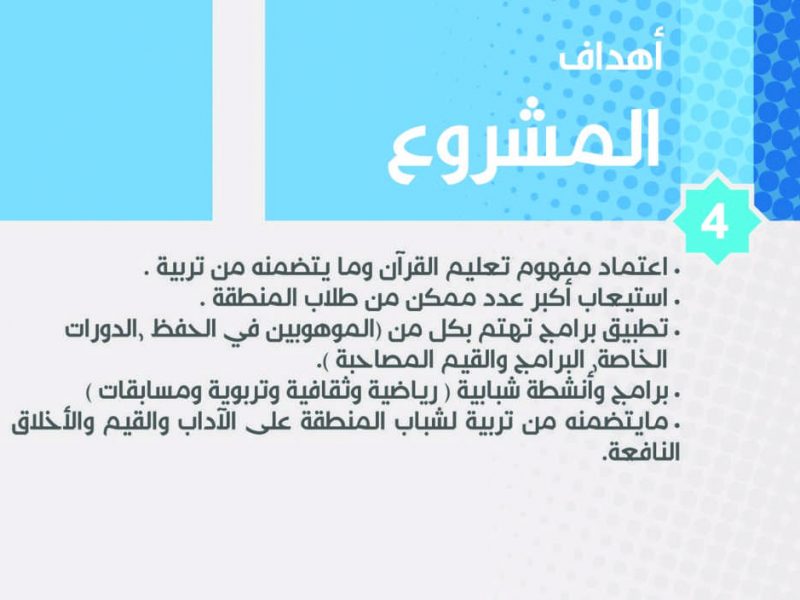 أهداف
المشروع
4
• اعتماد مفهوم تعليم القرآن وما يتضمنه من تربية .
• استيعاب أكبر عدد ممكن من طلاب المنطقة .
• تطبيق برامج تهتم بكل من (الموهوبين في الحفظ ,الدورات
الخاصة, البرامج والقيم المصاحبة ).
• برامج وأنشطة شبابية ( رياضية وثقافية وتربوية ومسابقات )
• مايتضمنه من تربية لشباب المنطقة على الآداب والقيم والأخلاق
النافعة.